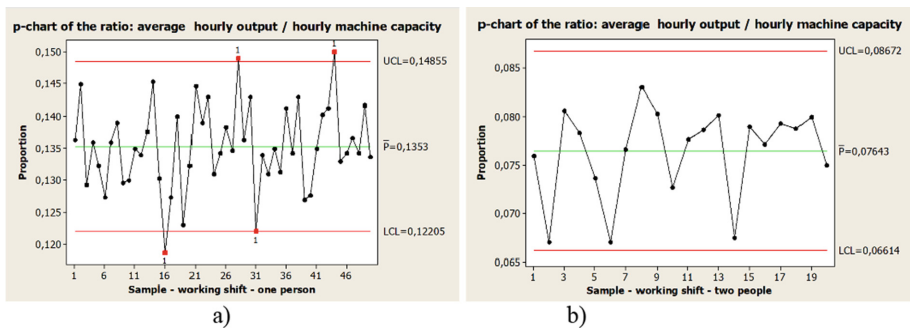 p-chart of the ratio: average hourly output / hourly machine capacity
0,150
0,145
0,140
0,135
0,130
0,125
0,120
Proportion
1
1
1
1
UCL=0,14855
P=0,1353
LCL=0,12205
1 6 11 16 21 26 31 36 41 46
Sample - working shift - one person
a)
p-chart of the ratio: average hourly output / hourly machine capacity
0,085
0,080
0,075
0,070
0,065
Proportion
UCL=0,08672
P=0,07643
LCL=0,06614
1 3 5 7 9 11 13 15 17 19
Sample - working shift - two people
b)